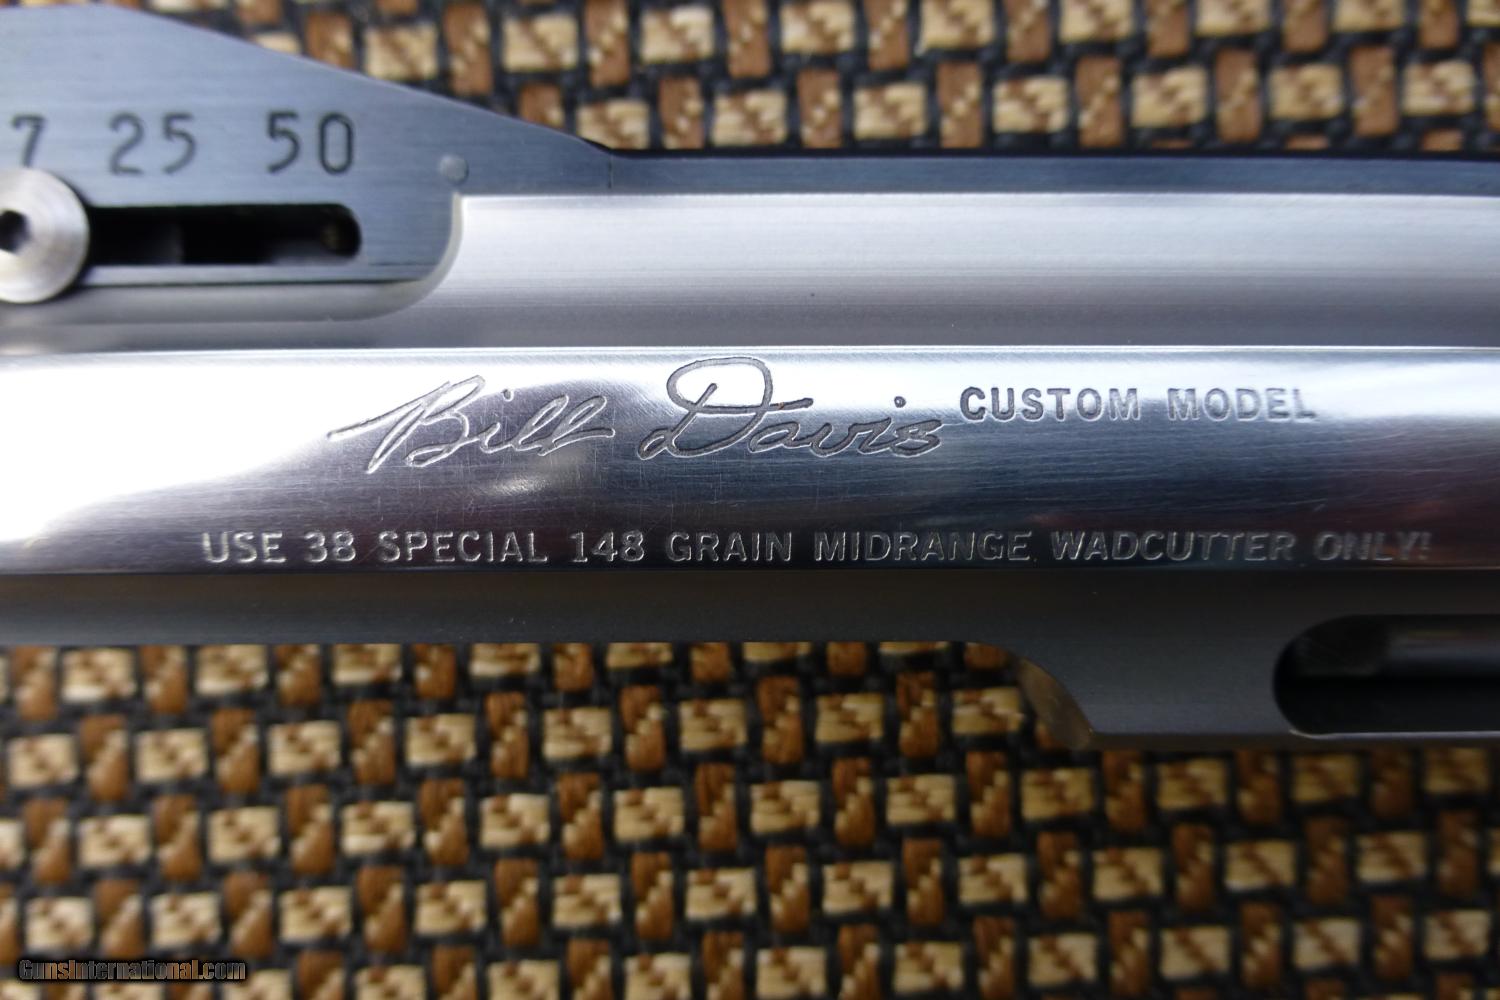 7 25 50
Bill Davis CUSTOM MODEL
USE 38 SPECIAL 148 GRAIN MIDRANGE WADCUTTER ONLY!
GunsInternational.com